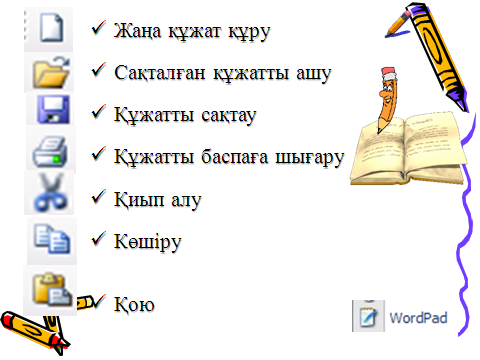 ✓ Жаңа құжат құру
✓ Сақталған құжатты ашу
✓ Құжатты сақтау
✓ Құжатты баспаға шығару
✓ Қиып алу
✓ Көшіру
✓ Қою
WordPad